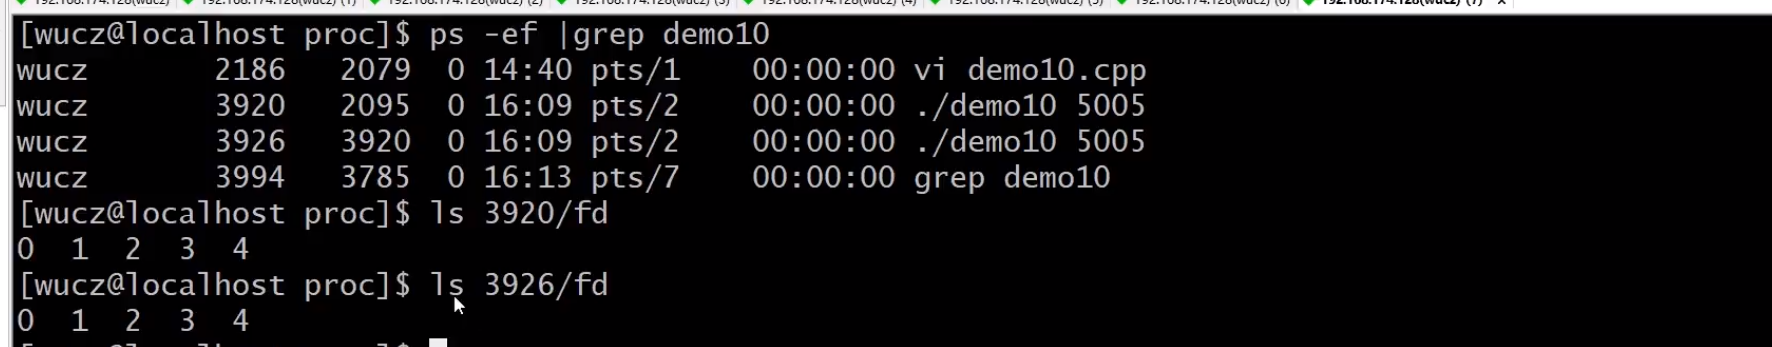 192.168.174.128(wucz) 192.168.174.128(wucz) (1) 192.168.174.128(wucz) (2) 192.168.174.128(wucz) (3) 192.168.174.128(wucz) (4) 192.168.174.128(wucz) (5) 192.168.174.128(wucz) (6) 192.168.174.128(wucz) (7) ×
[wucz@localhost proc]$ ps -ef |grep demo10
wucz 2186 2079 0 14:40 pts/1 00:00:00 vi demo10.cpp
wucz 3920 2095 0 16:09 pts/2 00:00:00 ./demo10 5005
wucz 3926 3920 0 16:09 pts/2 00:00:00 ./demo10 5005
wucz 3994 3785 0 16:13 pts/7 00:00:00 grep demo10
[wucz@localhost proc]$ ls 3920/fd
0 1 2 3 4
[wucz@localhost proc]$ ls 3926/fd
0 1 2 3 4